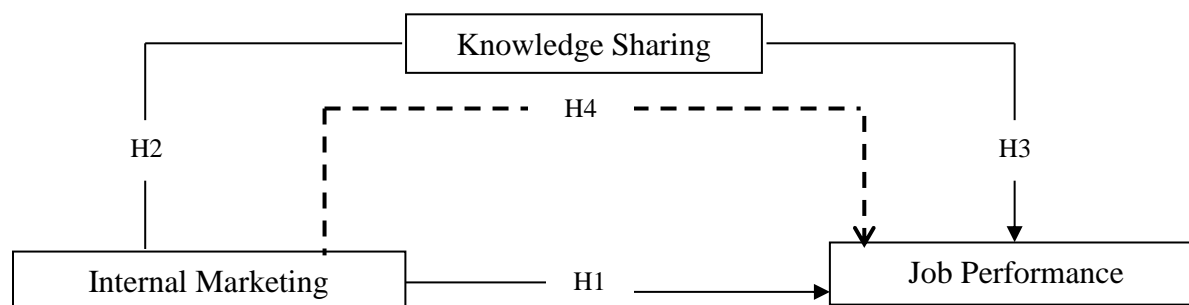 Knowledge Sharing
H4
H2
H3
Internal Marketing
H1
Job Performance